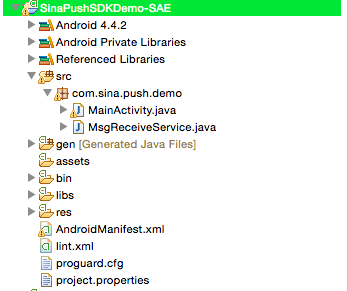 SinaPushSDKDemo-SAE
Android 4.4.2
Android Private Libraries
Referenced Libraries
src
com.sina.push.demo
MainActivity.java
MsgReceiveService.java
gen [Generated Java Files]
assets
bin
libs
res
AndroidManifest.xml
lint.xml
proguard.cfg
project.properties